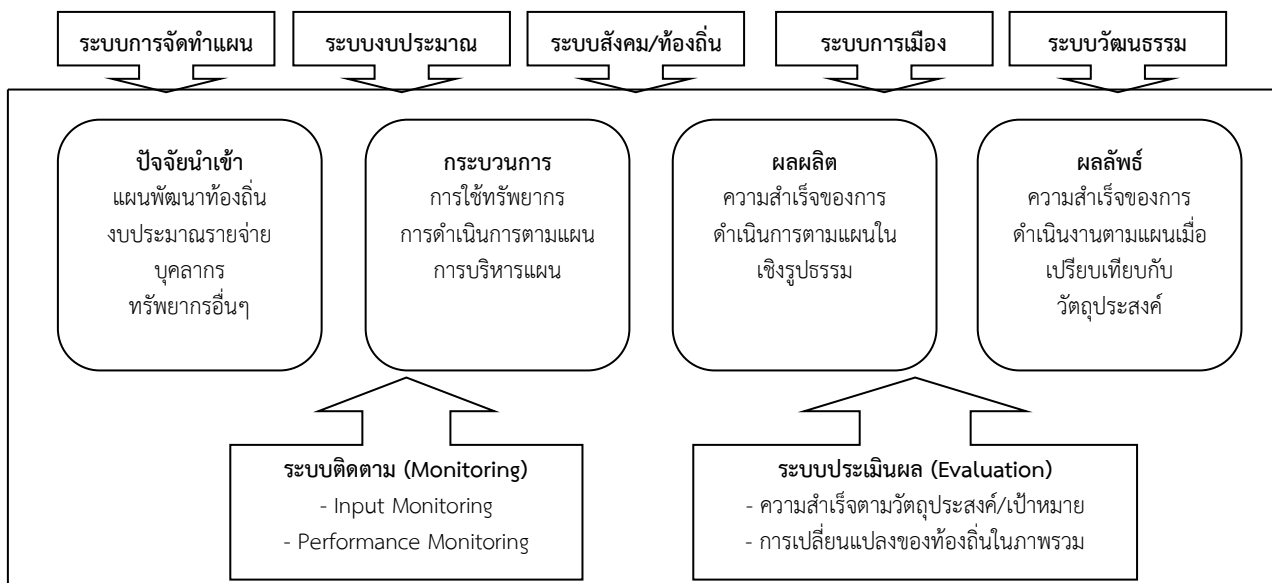 ระบบการจัดทำแผน
ระบบงบประมาณ
ระบบสังคม/ท้องถิ่น
ระบบการเมือง
ระบบวัฒนธรรม
ปัจจัยนำเข้า
แผนพัฒนาท้องถิ่น
งบประมาณรายจ่าย
บุคลากร
ทรัพยากรอื่นๆ
กระบวนการ
การใช้ทรัพยากร
การดำเนินการตามแผน
การบริหารแผน
ผลผลิต
ความสำเร็จของการ
ดำเนินการตามแผนใน
เชิงรูปธรรม
ผลลัพธ์
ความสำเร็จของการ
ดำเนินงานตามแผนเมื่อ
เปรียบเทียบกับ
วัตถุประสงค์
ระบบติดตาม (Monitoring)
- Input Monitoring
- Performance Monitoring
ระบบประเมินผล (Evaluation)
- ความสำเร็จตามวัตถุประสงค์/เป้าหมาย
- การเปลี่ยนแปลงของท้องถิ่นในภาพรวม